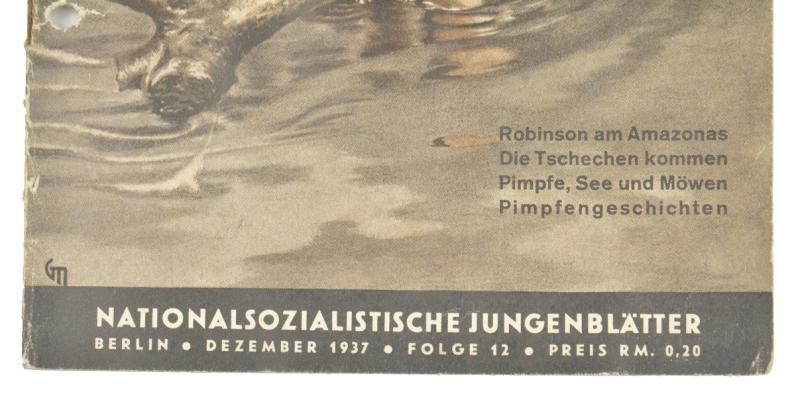 Robinson am Amazonas
Die Tschechen kommen
Pimpfe, See und Möwen
Pimpfengeschichten
GM
NATIONALSOZIALISTISCHE JUNGENBLÄTTER
BERLIN ● DEZEMBER 1937 ● FOLGE 12 ● PREIS RM. 0,20